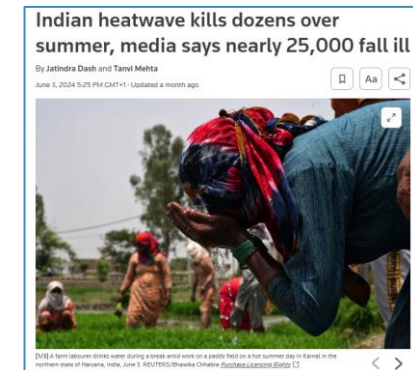 Indian heatwave kills dozens over
summer, media says nearly 25,000 fall ill
By Jatindra Dash and Tanvi Mehta
June 3, 2024 5:25 PM GMT+1 · Updated a month ago
Aa
[1/3] A farm labourer drinks water during a break amid work on a paddy field on a hot summer day in Karnal in the
northern state of Haryana, India, June 3. REUTERS/Bhawika Chhabra Purchase Licensing Rights